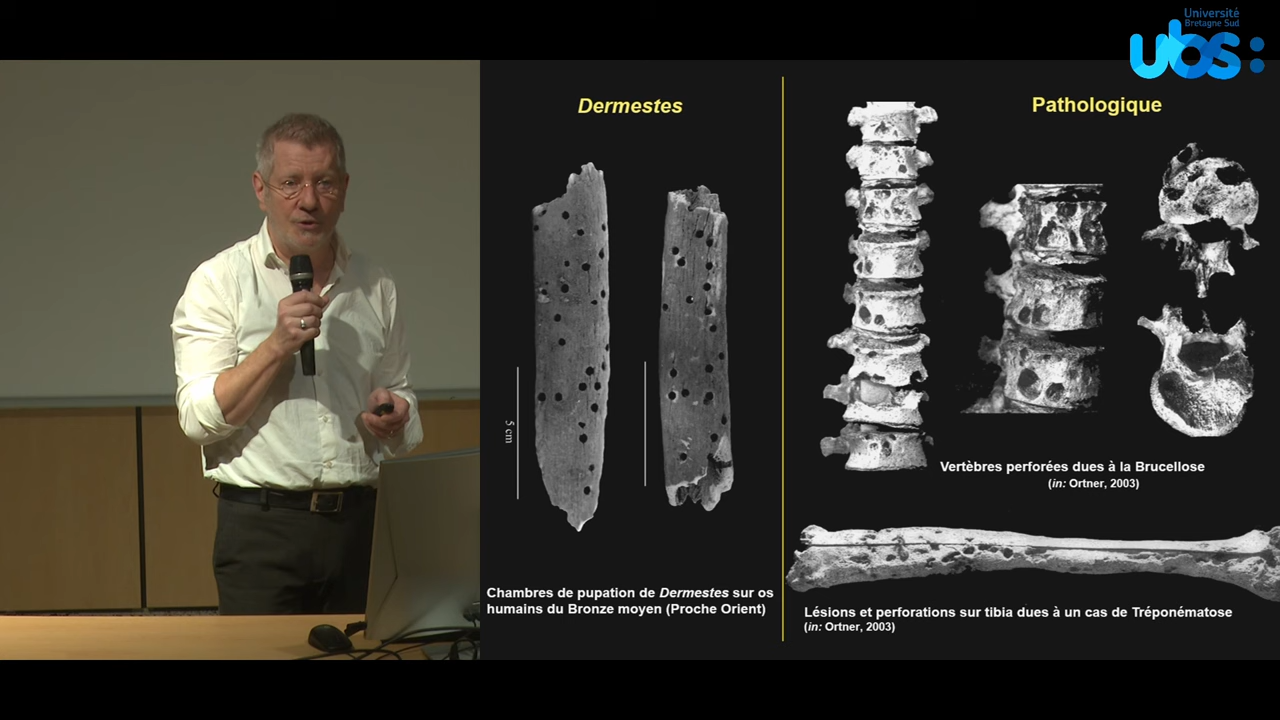 Université
Bretagne Sud
ubs:
Dermestes
5 cm
Chambres de pupation de Dermestes sur os
humains du Bronze moyen (Proche Orient)
Pathologique
Vertèbres perforées dues à la Brucellose
(in: Ortner, 2003)
Lésions et perforations sur tibia dues à un cas de Tréponématose
(in: Ortner, 2003)